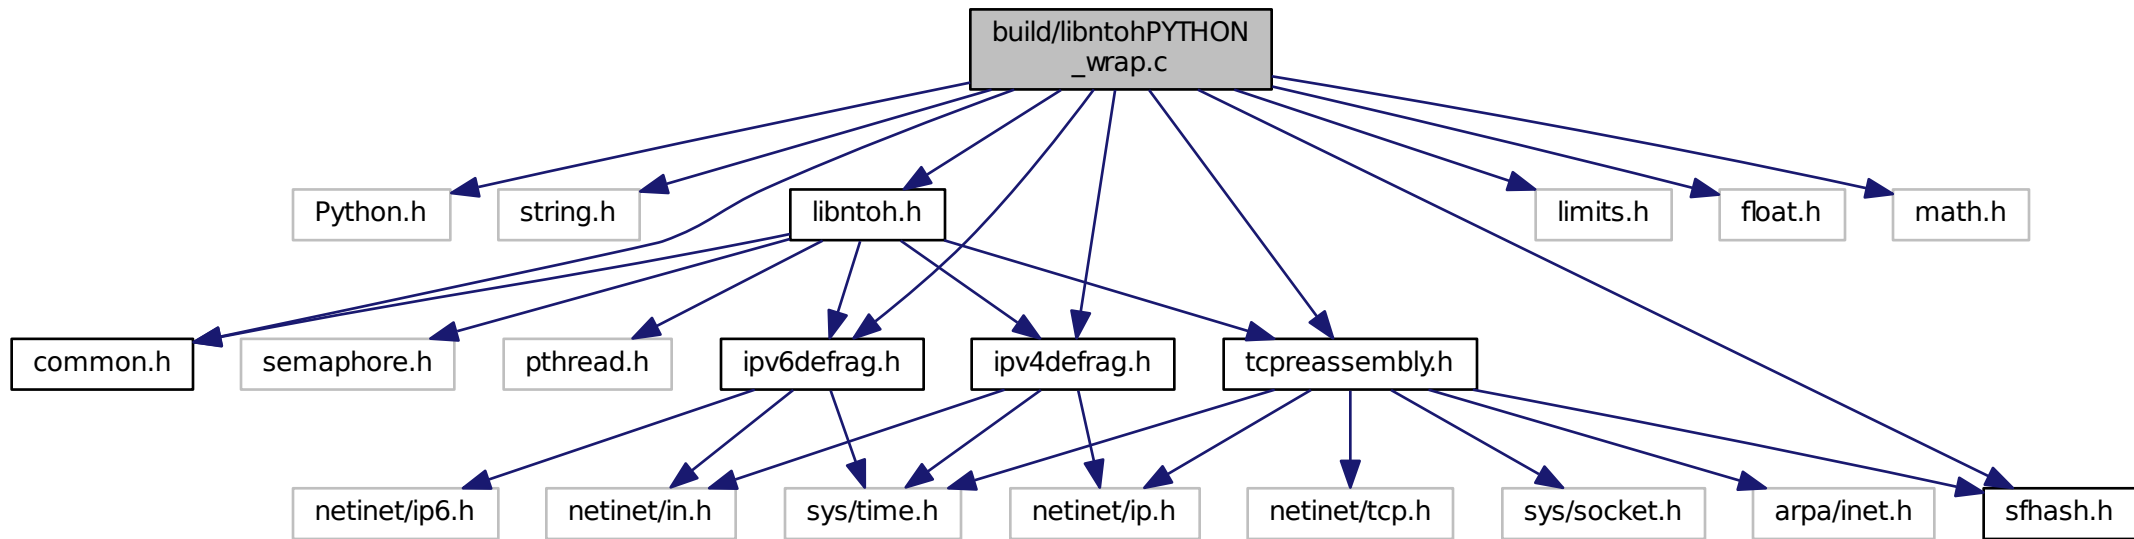 build/libntohPYTHON
_wrap.c
Python.h
string.h
libntoh.h
limits.h
float.h
math.h
common.h
semaphore.h
pthread.h
ipv6defrag.h
ipv4defrag.h
tcpreassembly.h
netinet/ip6.h
netinet/in.h
sys/time.h
netinet/ip.h
netinet/tcp.h
sys/socket.h
arpa/inet.h
sfhash.h